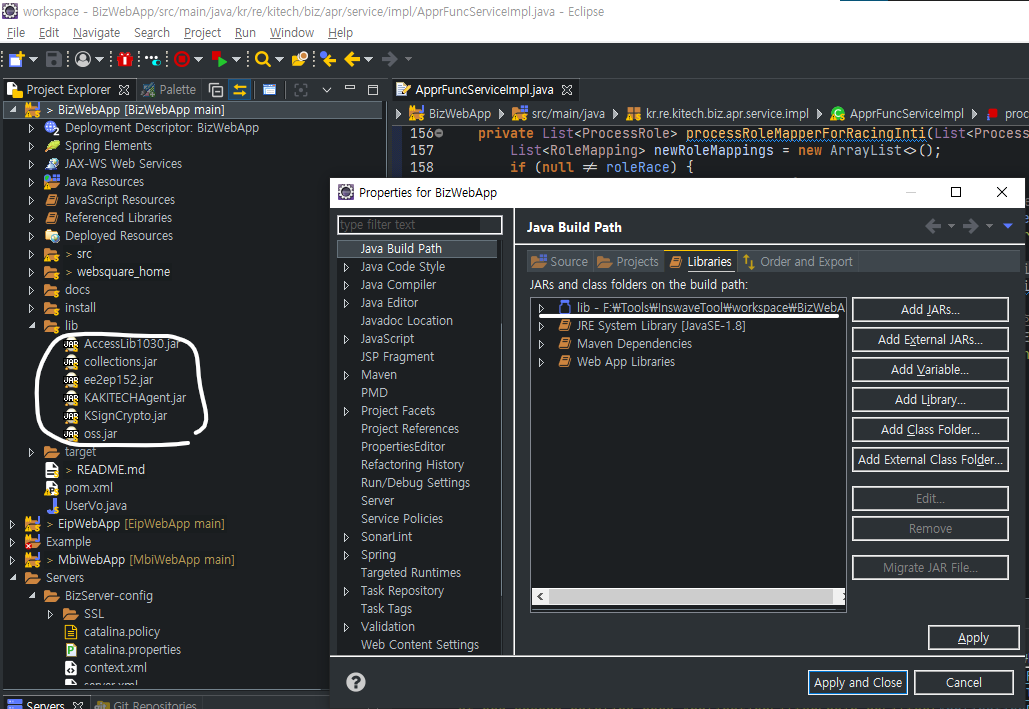 workspace - BizWebApp/src/main/java/kr/re/kitech/biz/apr/service/impl/ApprFuncServiceImpl.java - Eclipse
File Edit Navigate Search Project Run Window Help
Project Explorer Palette
ApprFuncServiceImpl.java
> BizWebApp [BizWebApp main]
BizWebApp src/main/java kr.re.kitech.biz.apr.service.impl ApprFuncServiceImpl
156 private List<ProcessRole> processRoleMapperForRacingInti(List<Process
157 List<RoleMapping> newRoleMappings = new ArrayList<>();
158 if (null ≠ roleRace) {
Deployment Descriptor: BizWebApp
Spring Elements
JAX-WS Web Services
Java Resources
JavaScript Resources
Referenced Libraries
Deployed Resources
> src
> websquare_home
docs
install
lib
AccessLib1030.jar
collections.jar
ee2ep152.jar
KAKITECHAgent.jar
KSignCrypto.jar
oss.jar
target
> README.md
pom.xml
UserVo.java
> EipWebApp [EipWebApp main]
Example
> MbiWebApp [MbiWebApp main]
Servers
BizServer-config
SSL
catalina.policy
catalina.properties
context.xml
server.xml
Servers Git Repositories
Properties for BizWebApp
type filter text
Java Build Path
Java Code Style
Java Compiler
Java Editor
Javadoc Location
JavaScript
JSP Fragment
Maven
PMD
Project Facets
Project References
PropertiesEditor
Refactoring History
Run/Debug Settings
Server
Service Policies
SonarLint
Spring
Targeted Runtimes
Task Repository
Task Tags
Validation
Web Content Settings
Java Build Path
Source Projects Libraries Order and Export
JARs and class folders on the build path:
lib - F:₩Tools₩InswaveTool₩workspace₩BizWebA
JRE System Library [JavaSE-1.8]
Maven Dependencies
Web App Libraries
Add JARs...
Add External JARs...
Add Variable...
Add Library...
Add Class Folder...
Add External Class Folder...
Edit...
Remove
Migrate JAR File...
Apply
Apply and Close Cancel